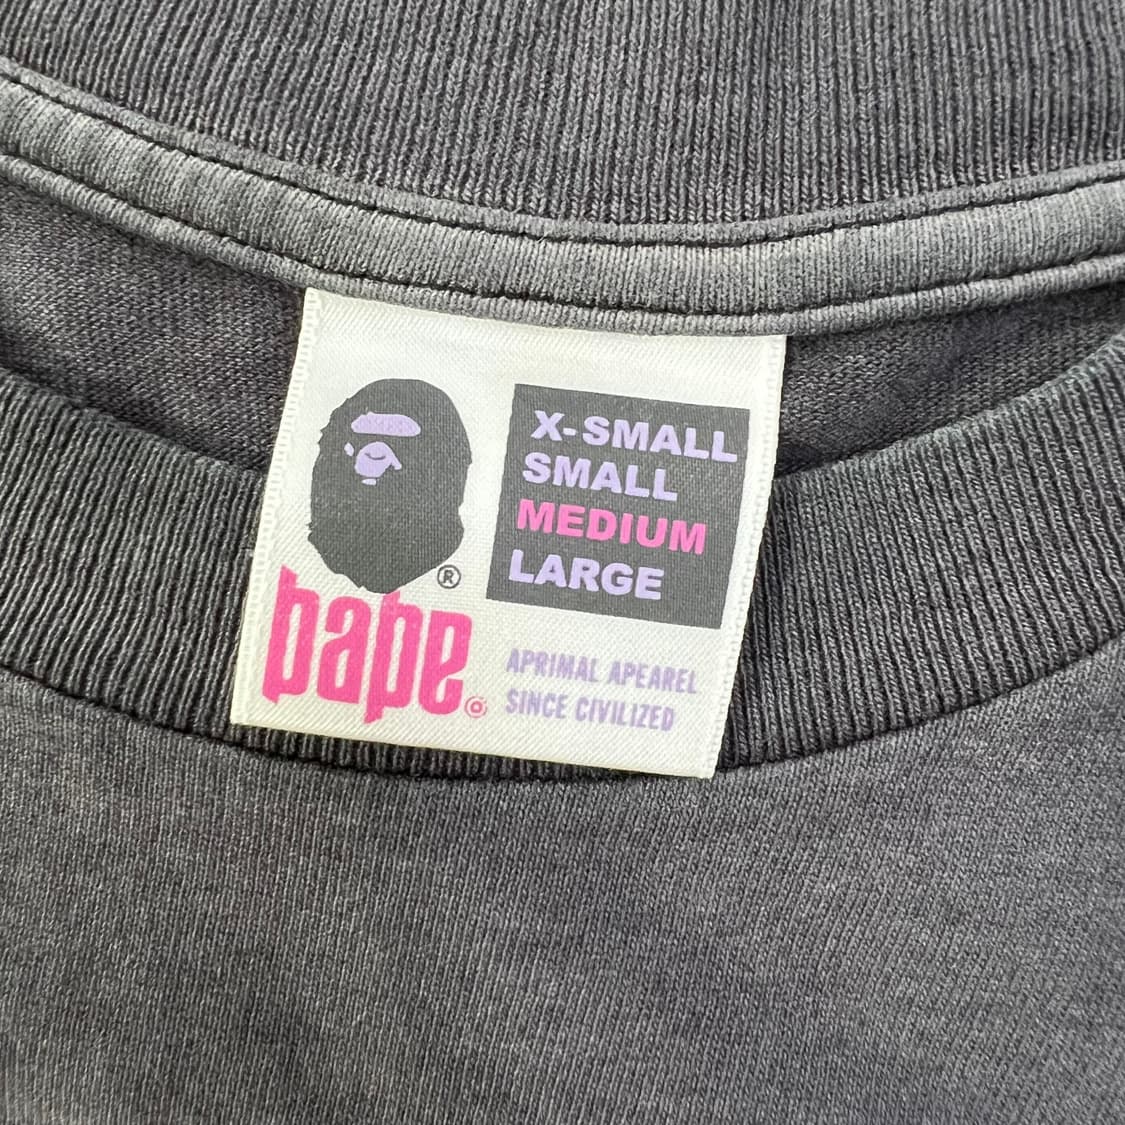 X-SMALL
SMALL
MEDIUM
LARGE
®
bape
APRIMAL APEAREL
SINCE CIVILIZED